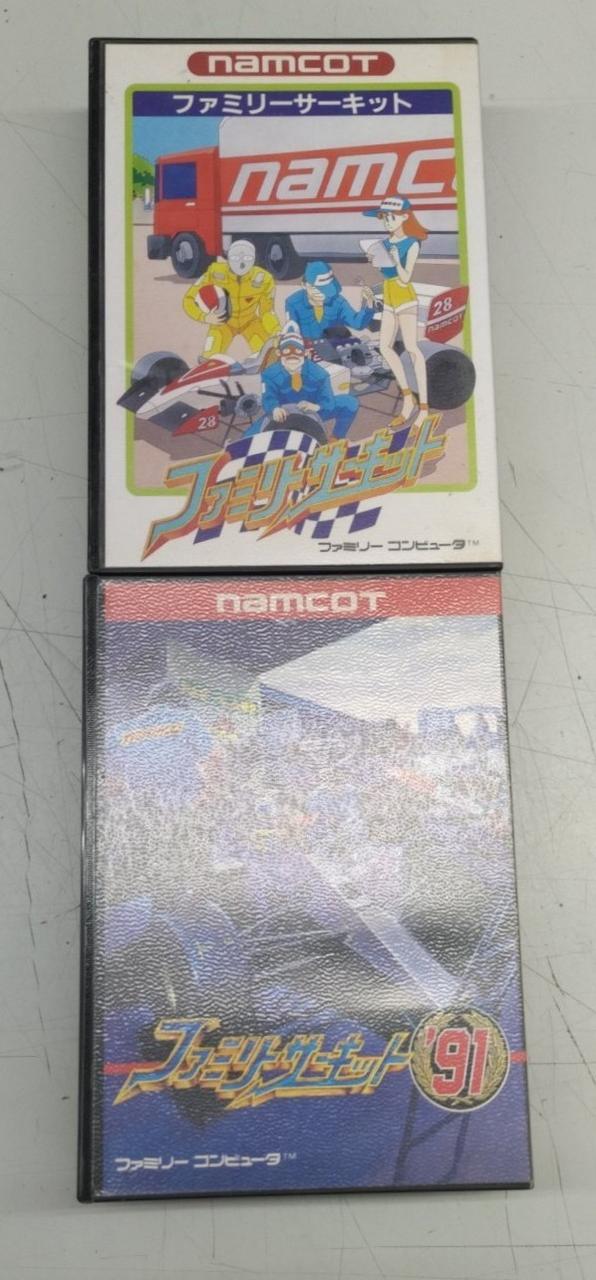 namcot
ファミリーサーキット
namco
28
namcot
28
ファミリーサーキット
ファミリー コンピュータ™
namcot
ファミリーサーキット '91
ファミリー コンピュータ™